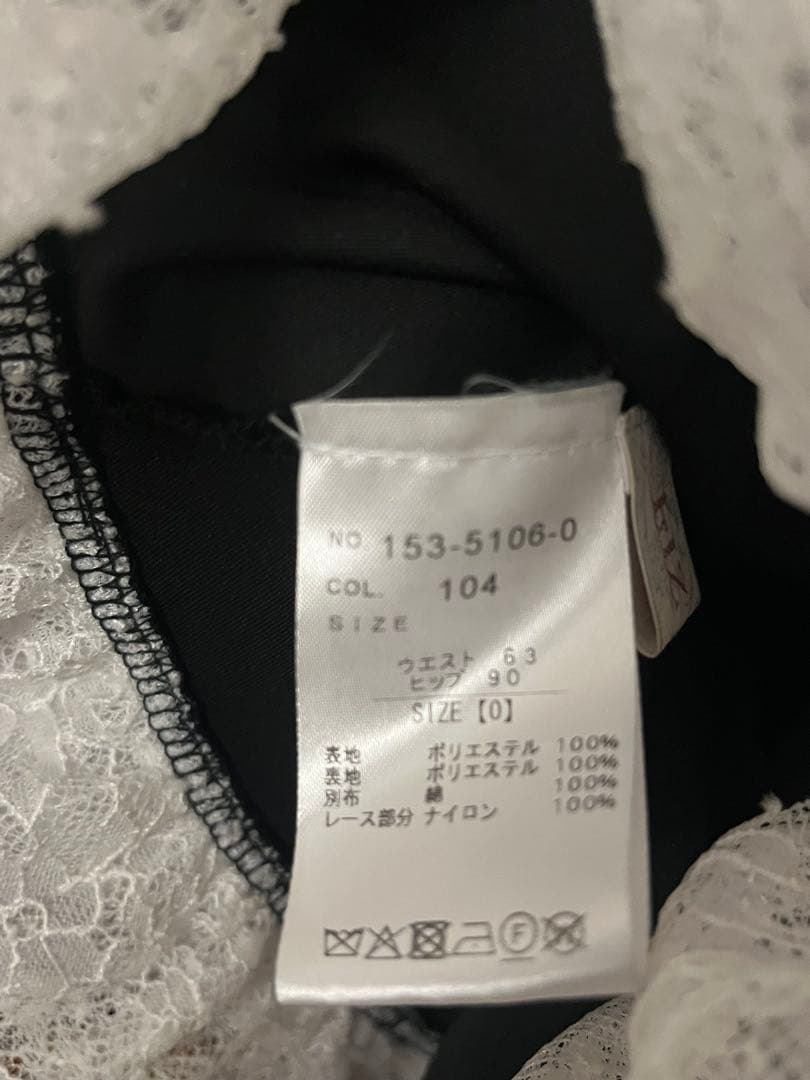 NO. 153-5106-0
COL. 104
SIZE
ウエスト 63
ヒップ 90
SIZE【0】
表地 ポリエステル 100%
裏地 ポリエステル 100%
別布 綿 100%
レース部分 ナイロン 100%
F